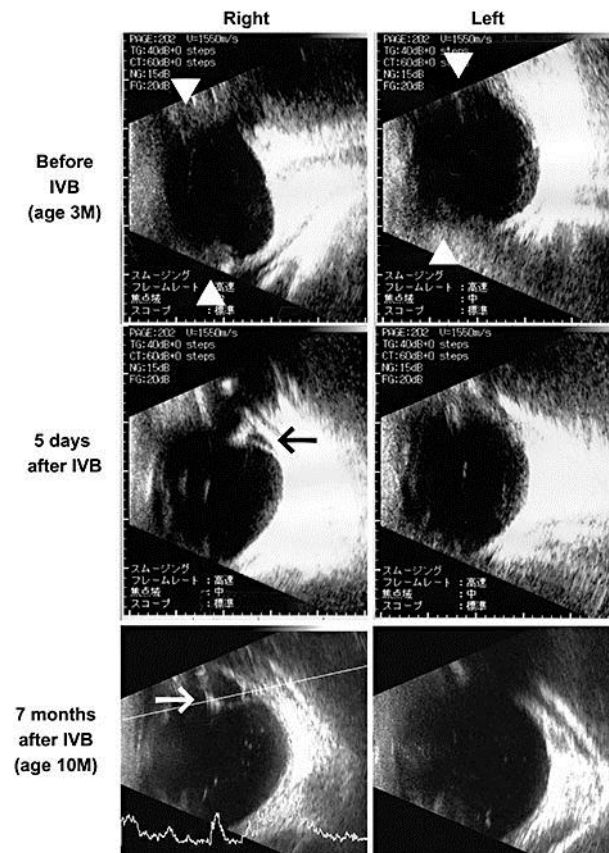 Right
Left
PAGE:202 V=1550m/s
TG:40dB+0 steps
CT:60dB+0 steps
NG:15dB
FG:20dB
PAGE:202 V=1550m/s
TG:40dB+0 steps
CT:60dB+0 steps
NG:15dB
FG:20dB
Before
IVB
(age 3M)
スムージング
フレームレート :高速
焦点域 :中
スコープ :標準
スムージング
フレームレート :高速
焦点域 :中
スコープ :標準
PAGE:202 V=1550m/s
TG:40dB+0 steps
CT:60dB+0 steps
NG:15dB
FG:20dB
PAGE:202 V=1550m/s
TG:40dB+0 steps
CT:60dB+0 steps
NG:15dB
FG:20dB
5 days
after IVB
スムージング
フレームレート :高速
焦点域 :中
スコープ :標準
スムージング
フレームレート :高速
焦点域 :中
スコープ :標準
7 months
after IVB
(age 10M)